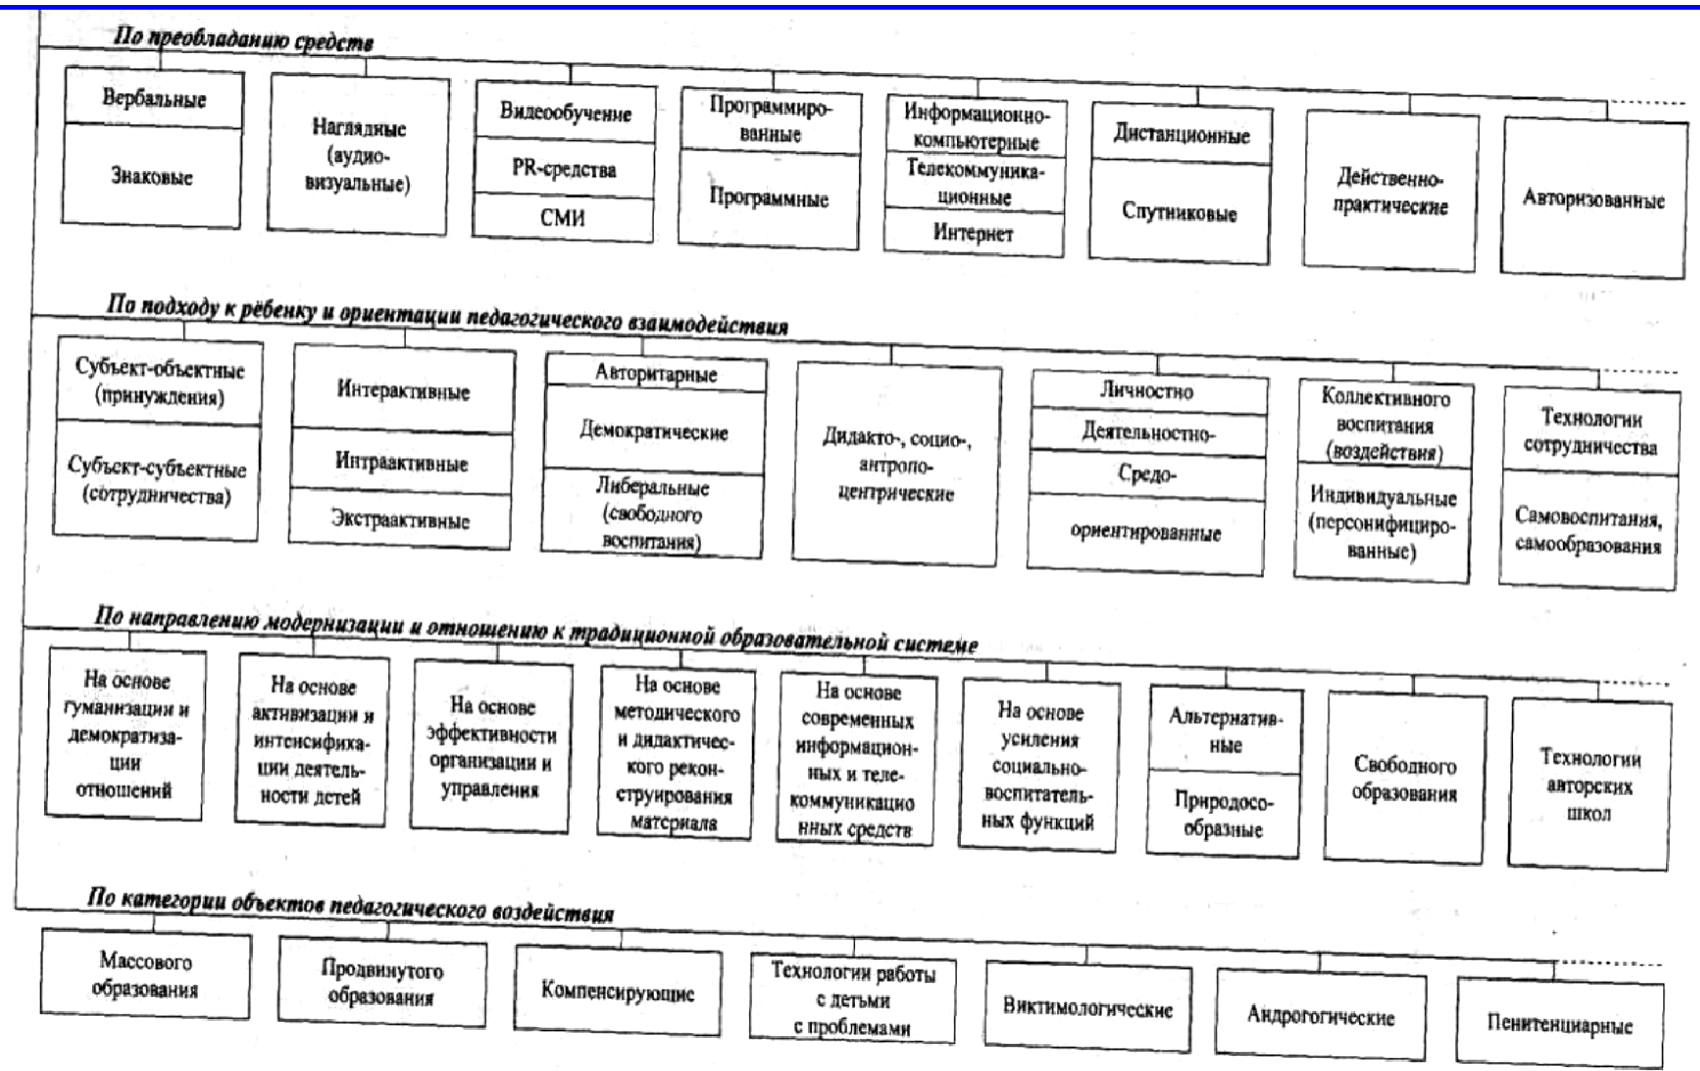 По преобладанию средств
Вербальные
Знаковые
Наглядные
(аудио-
визуальные)
Видеообучение
PR-средства
СМИ
Программиро-
ванные
Программные
Информационно-
компьютерные
Телекоммуника-
ционные
Интернет
Дистанционные
Спутниковые
Действенно-
практические
Авторизованные
По подходу к ребенку и ориентации педагогического взаимодействия
Субъект-объектные
(принуждения)
Субъект-субъектные
(сотрудничества)
Интерактивные
Интраактивные
Экстраактивные
Авторитарные
Демократические
Либеральные
(свободного
воспитания)
Дидакто-, социо-,
антропо-
центрические
Личностно
Деятельностно-
Средо-
ориентированные
Коллективного
воспитания
(воздействия)
Индивидуальные
(персонифициро-
ванные)
Технологии
сотрудничества
Самовоспитания,
самообразования
По направлению модернизации и отношению к традиционной образовательной системе
На основе
гуманизации и
демократиза-
ции
отношений
На основе
активизации и
интенсифика-
ции деятель-
ности детей
На основе
эффективности
организации и
управления
На основе
методического
и дидактичес-
кого рекон-
струирования
материала
На основе
современных
информацион-
ных и теле-
коммуникацио
нных средств
На основе
усиления
социально-
воспитатель-
ных функций
Альтернатив-
ные
Природосо-
образные
Свободного
образования
Технологии
авторских
школ
По категории объектов педагогического воздействия
Массового
образования
Продвинутого
образования
Компенсирующие
Технологии работы
с детьми
с проблемами
Виктимологические
Андрогогические
Пенитенциарные